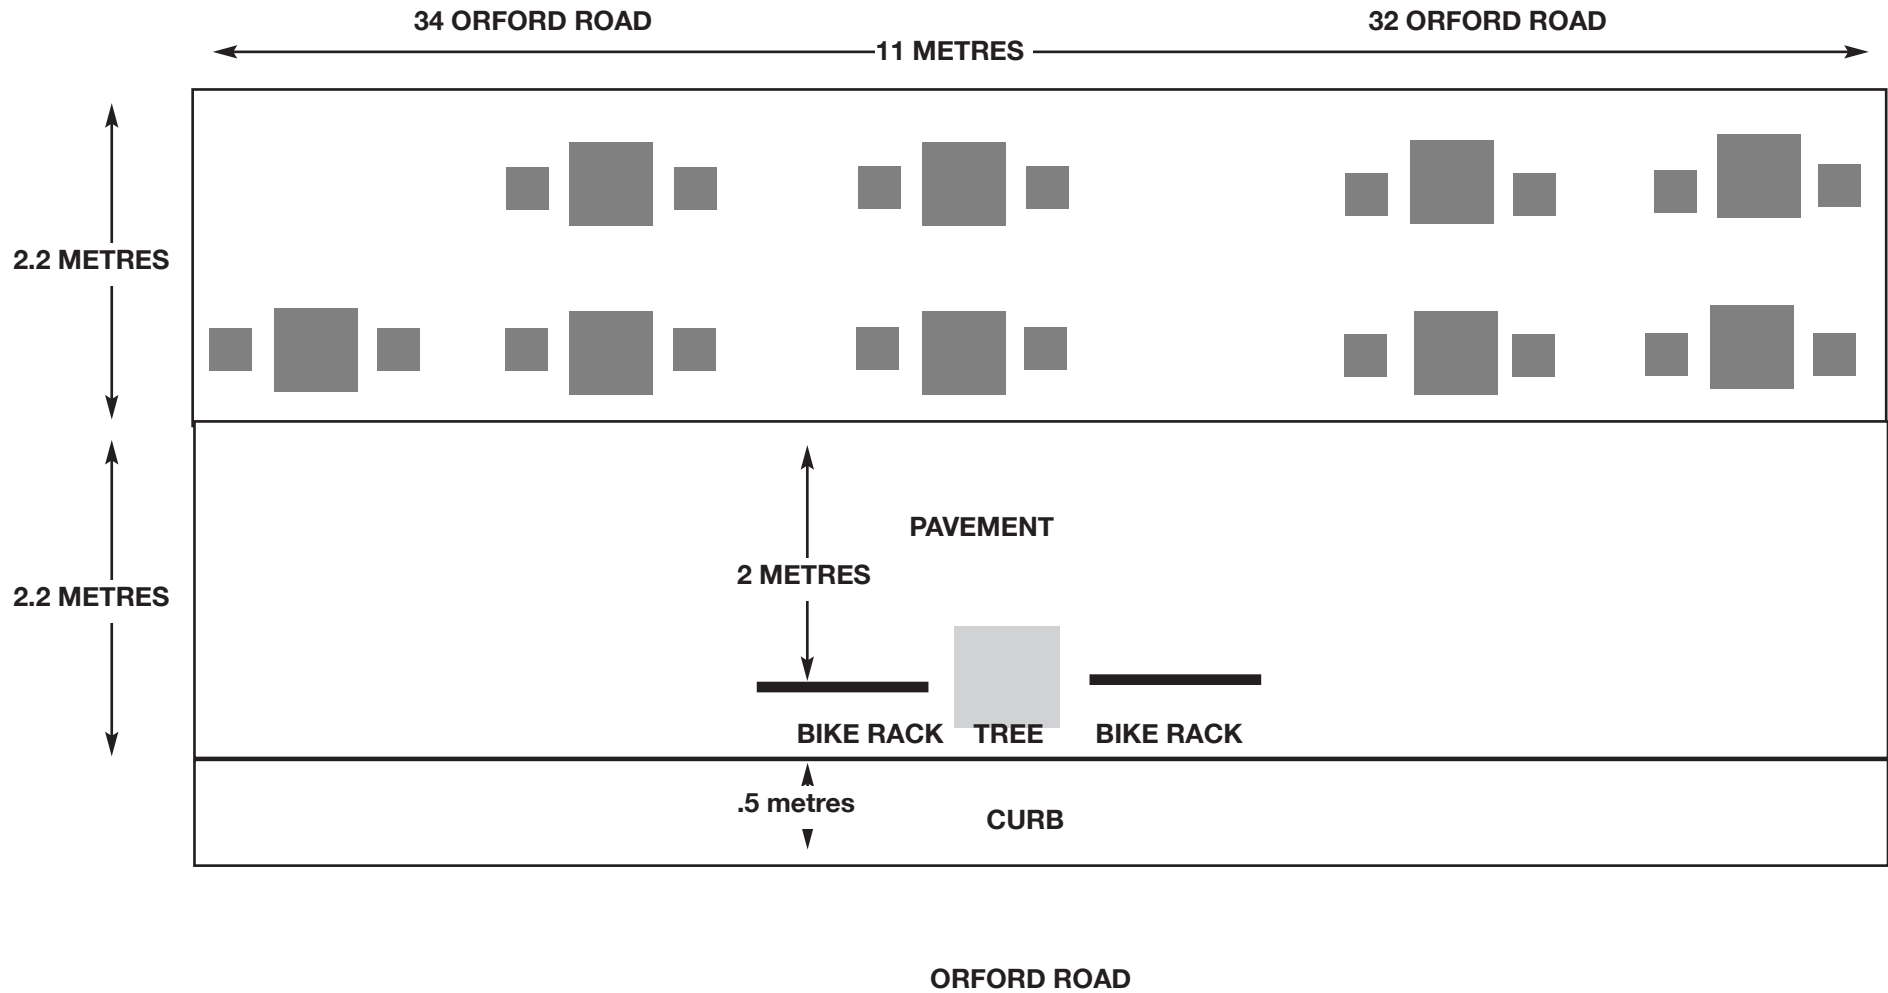 34 ORFORD ROAD
32 ORFORD ROAD
11 METRES
2.2 METRES
PAVEMENT
2 METRES
2.2 METRES
BIKE RACK
TREE
BIKE RACK
.5 metres
CURB
ORFORD ROAD